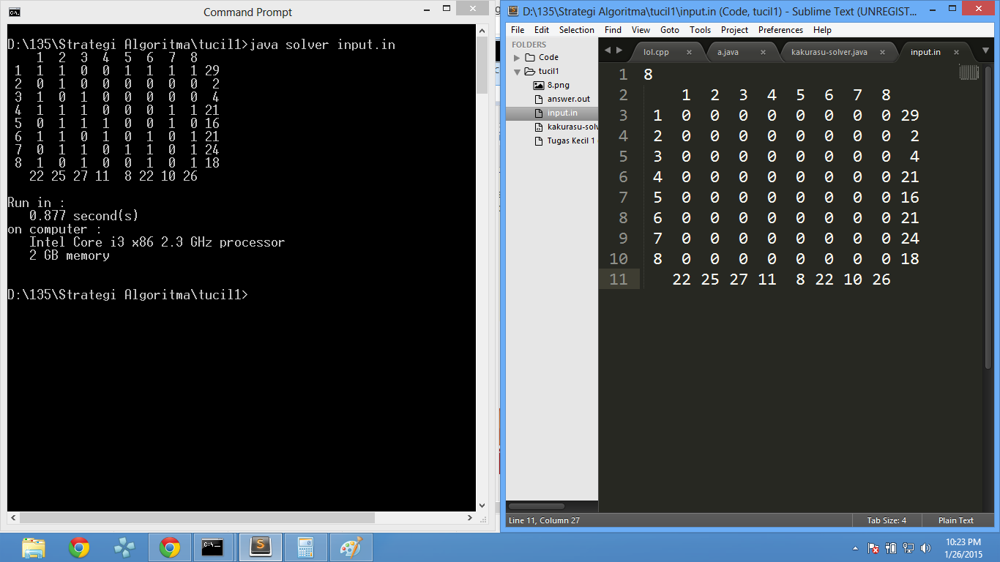 Command Prompt
D:\135\Strategi Algoritma\tucil1>java solver input.in
1 2 3 4 5 6 7 8
1 1 1 0 0 1 1 1 1 29
2 0 1 0 0 0 0 0 0 2
3 1 0 1 0 0 0 0 0 4
4 1 1 1 0 0 0 1 1 21
5 0 1 1 1 0 0 1 0 16
6 1 1 0 1 0 1 0 1 21
7 0 1 1 0 1 1 0 1 24
8 1 0 1 0 0 1 0 1 18
22 25 27 11 8 22 10 26
Run in :
0.877 second(s)
on computer :
Intel Core i3 x86 2.3 GHz processor
2 GB memory
D:\135\Strategi Algoritma\tucil1>
D:\135\Strategi Algoritma\tucil1\input.in (Code, tucil1) - Sublime Text (UNREGIST...
File Edit Selection Find View Goto Tools Project Preferences Help
FOLDERS
Code
tucil1
8.png
answer.out
input.in
kakurasu-solv
Tugas Kecil 1
lol.cpp × a.java × kakurasu-solver.java × input.in ×
1 8
2 1 2 3 4 5 6 7 8
3 1 0 0 0 0 0 0 0 0 29
4 2 0 0 0 0 0 0 0 0 2
5 3 0 0 0 0 0 0 0 0 4
6 4 0 0 0 0 0 0 0 0 21
7 5 0 0 0 0 0 0 0 0 16
8 6 0 0 0 0 0 0 0 0 21
9 7 0 0 0 0 0 0 0 0 24
10 8 0 0 0 0 0 0 0 0 18
11 22 25 27 11 8 22 10 26
Line 11, Column 27 Tab Size: 4 Plain Text
10:23 PM
1/26/2015